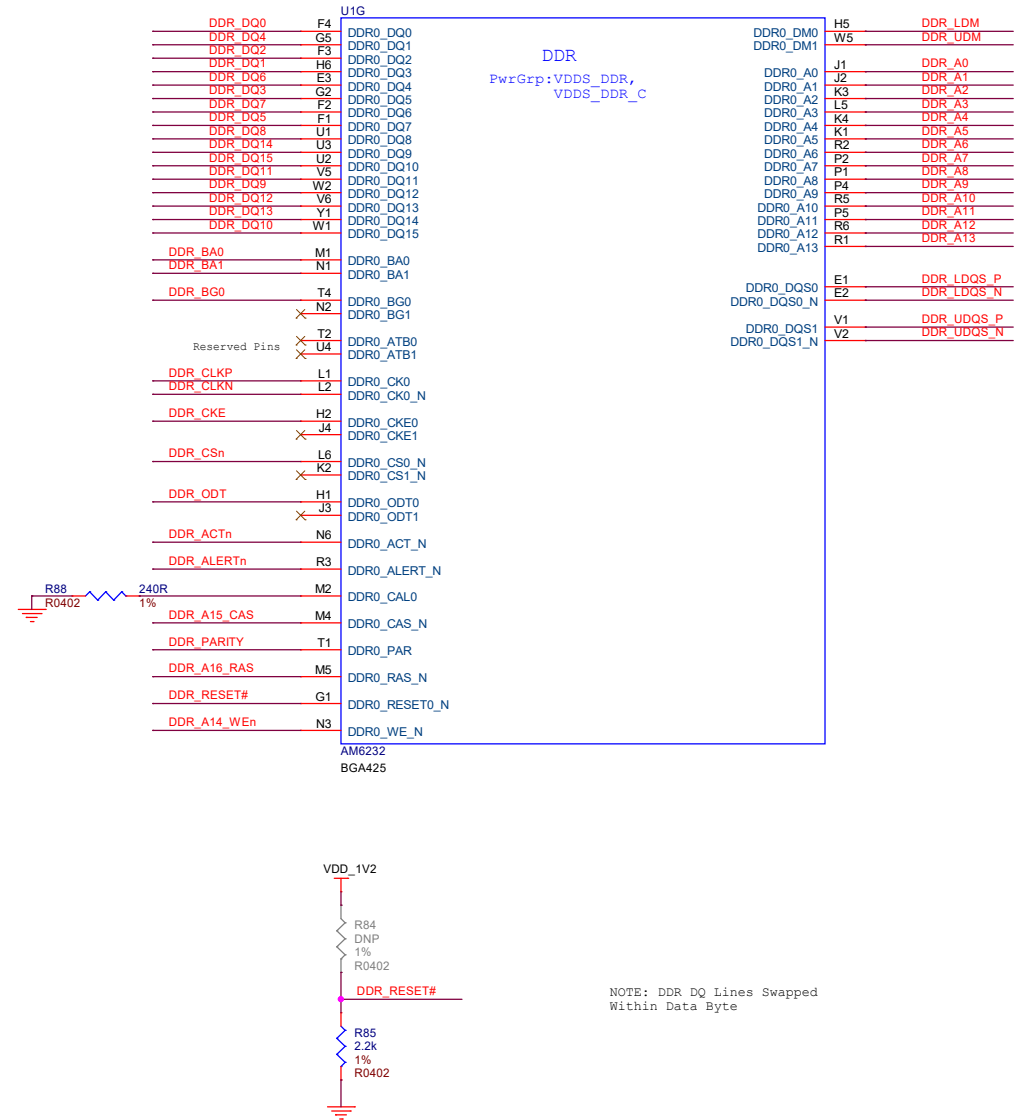 U1G
DDR_DQ0 F4 DDR0_DQ0
DDR_DQ4 G5 DDR0_DQ1
DDR_DQ2 F3 DDR0_DQ2
DDR_DQ1 H6 DDR0_DQ3
DDR_DQ6 E3 DDR0_DQ4
DDR_DQ3 G2 DDR0_DQ5
DDR_DQ7 F2 DDR0_DQ6
DDR_DQ5 F1 DDR0_DQ7
DDR_DQ8 U1 DDR0_DQ8
DDR_DQ14 U3 DDR0_DQ9
DDR_DQ15 U2 DDR0_DQ10
DDR_DQ11 V5 DDR0_DQ11
DDR_DQ9 W2 DDR0_DQ12
DDR_DQ12 V6 DDR0_DQ13
DDR_DQ13 Y1 DDR0_DQ14
DDR_DQ10 W1 DDR0_DQ15
DDR_BA0 M1 DDR0_BA0
DDR_BA1 N1 DDR0_BA1
DDR_BG0 T4 DDR0_BG0
N2 DDR0_BG1
T2 DDR0_ATB0
Reserved Pins U4 DDR0_ATB1
DDR_CLKP L1 DDR0_CK0
DDR_CLKN L2 DDR0_CK0_N
DDR_CKE H2 DDR0_CKE0
J4 DDR0_CKE1
DDR_CSn L6 DDR0_CS0_N
K2 DDR0_CS1_N
DDR_ODT H1 DDR0_ODT0
J3 DDR0_ODT1
DDR_ACTn N6 DDR0_ACT_N
DDR_ALERTn R3 DDR0_ALERT_N
R88 240R M2 DDR0_CAL0
R0402 1%
DDR_A15_CAS M4 DDR0_CAS_N
DDR_PARITY T1 DDR0_PAR
DDR_A16_RAS M5 DDR0_RAS_N
DDR_RESET# G1 DDR0_RESET0_N
DDR_A14_WEn N3 DDR0_WE_N
DDR
PwrGrp:VDDS_DDR,
VDDS_DDR_C
DDR0_DM0 H5 DDR_LDM
DDR0_DM1 W5 DDR_UDM
DDR0_A0 J1 DDR_A0
DDR0_A1 J2 DDR_A1
DDR0_A2 K3 DDR_A2
DDR0_A3 L5 DDR_A3
DDR0_A4 K4 DDR_A4
DDR0_A5 K1 DDR_A5
DDR0_A6 R2 DDR_A6
DDR0_A7 P2 DDR_A7
DDR0_A8 P1 DDR_A8
DDR0_A9 P4 DDR_A9
DDR0_A10 R5 DDR_A10
DDR0_A11 P5 DDR_A11
DDR0_A12 R6 DDR_A12
DDR0_A13 R1 DDR_A13
DDR0_DQS0 E1 DDR_LDQS_P
DDR0_DQS0_N E2 DDR_LDQS_N
DDR0_DQS1 V1 DDR_UDQS_P
DDR0_DQS1_N V2 DDR_UDQS_N
AM6232
BGA425
VDD_1V2
R84
DNP
1%
R0402
DDR_RESET#
R85
2.2k
1%
R0402
NOTE: DDR DQ Lines Swapped
Within Data Byte